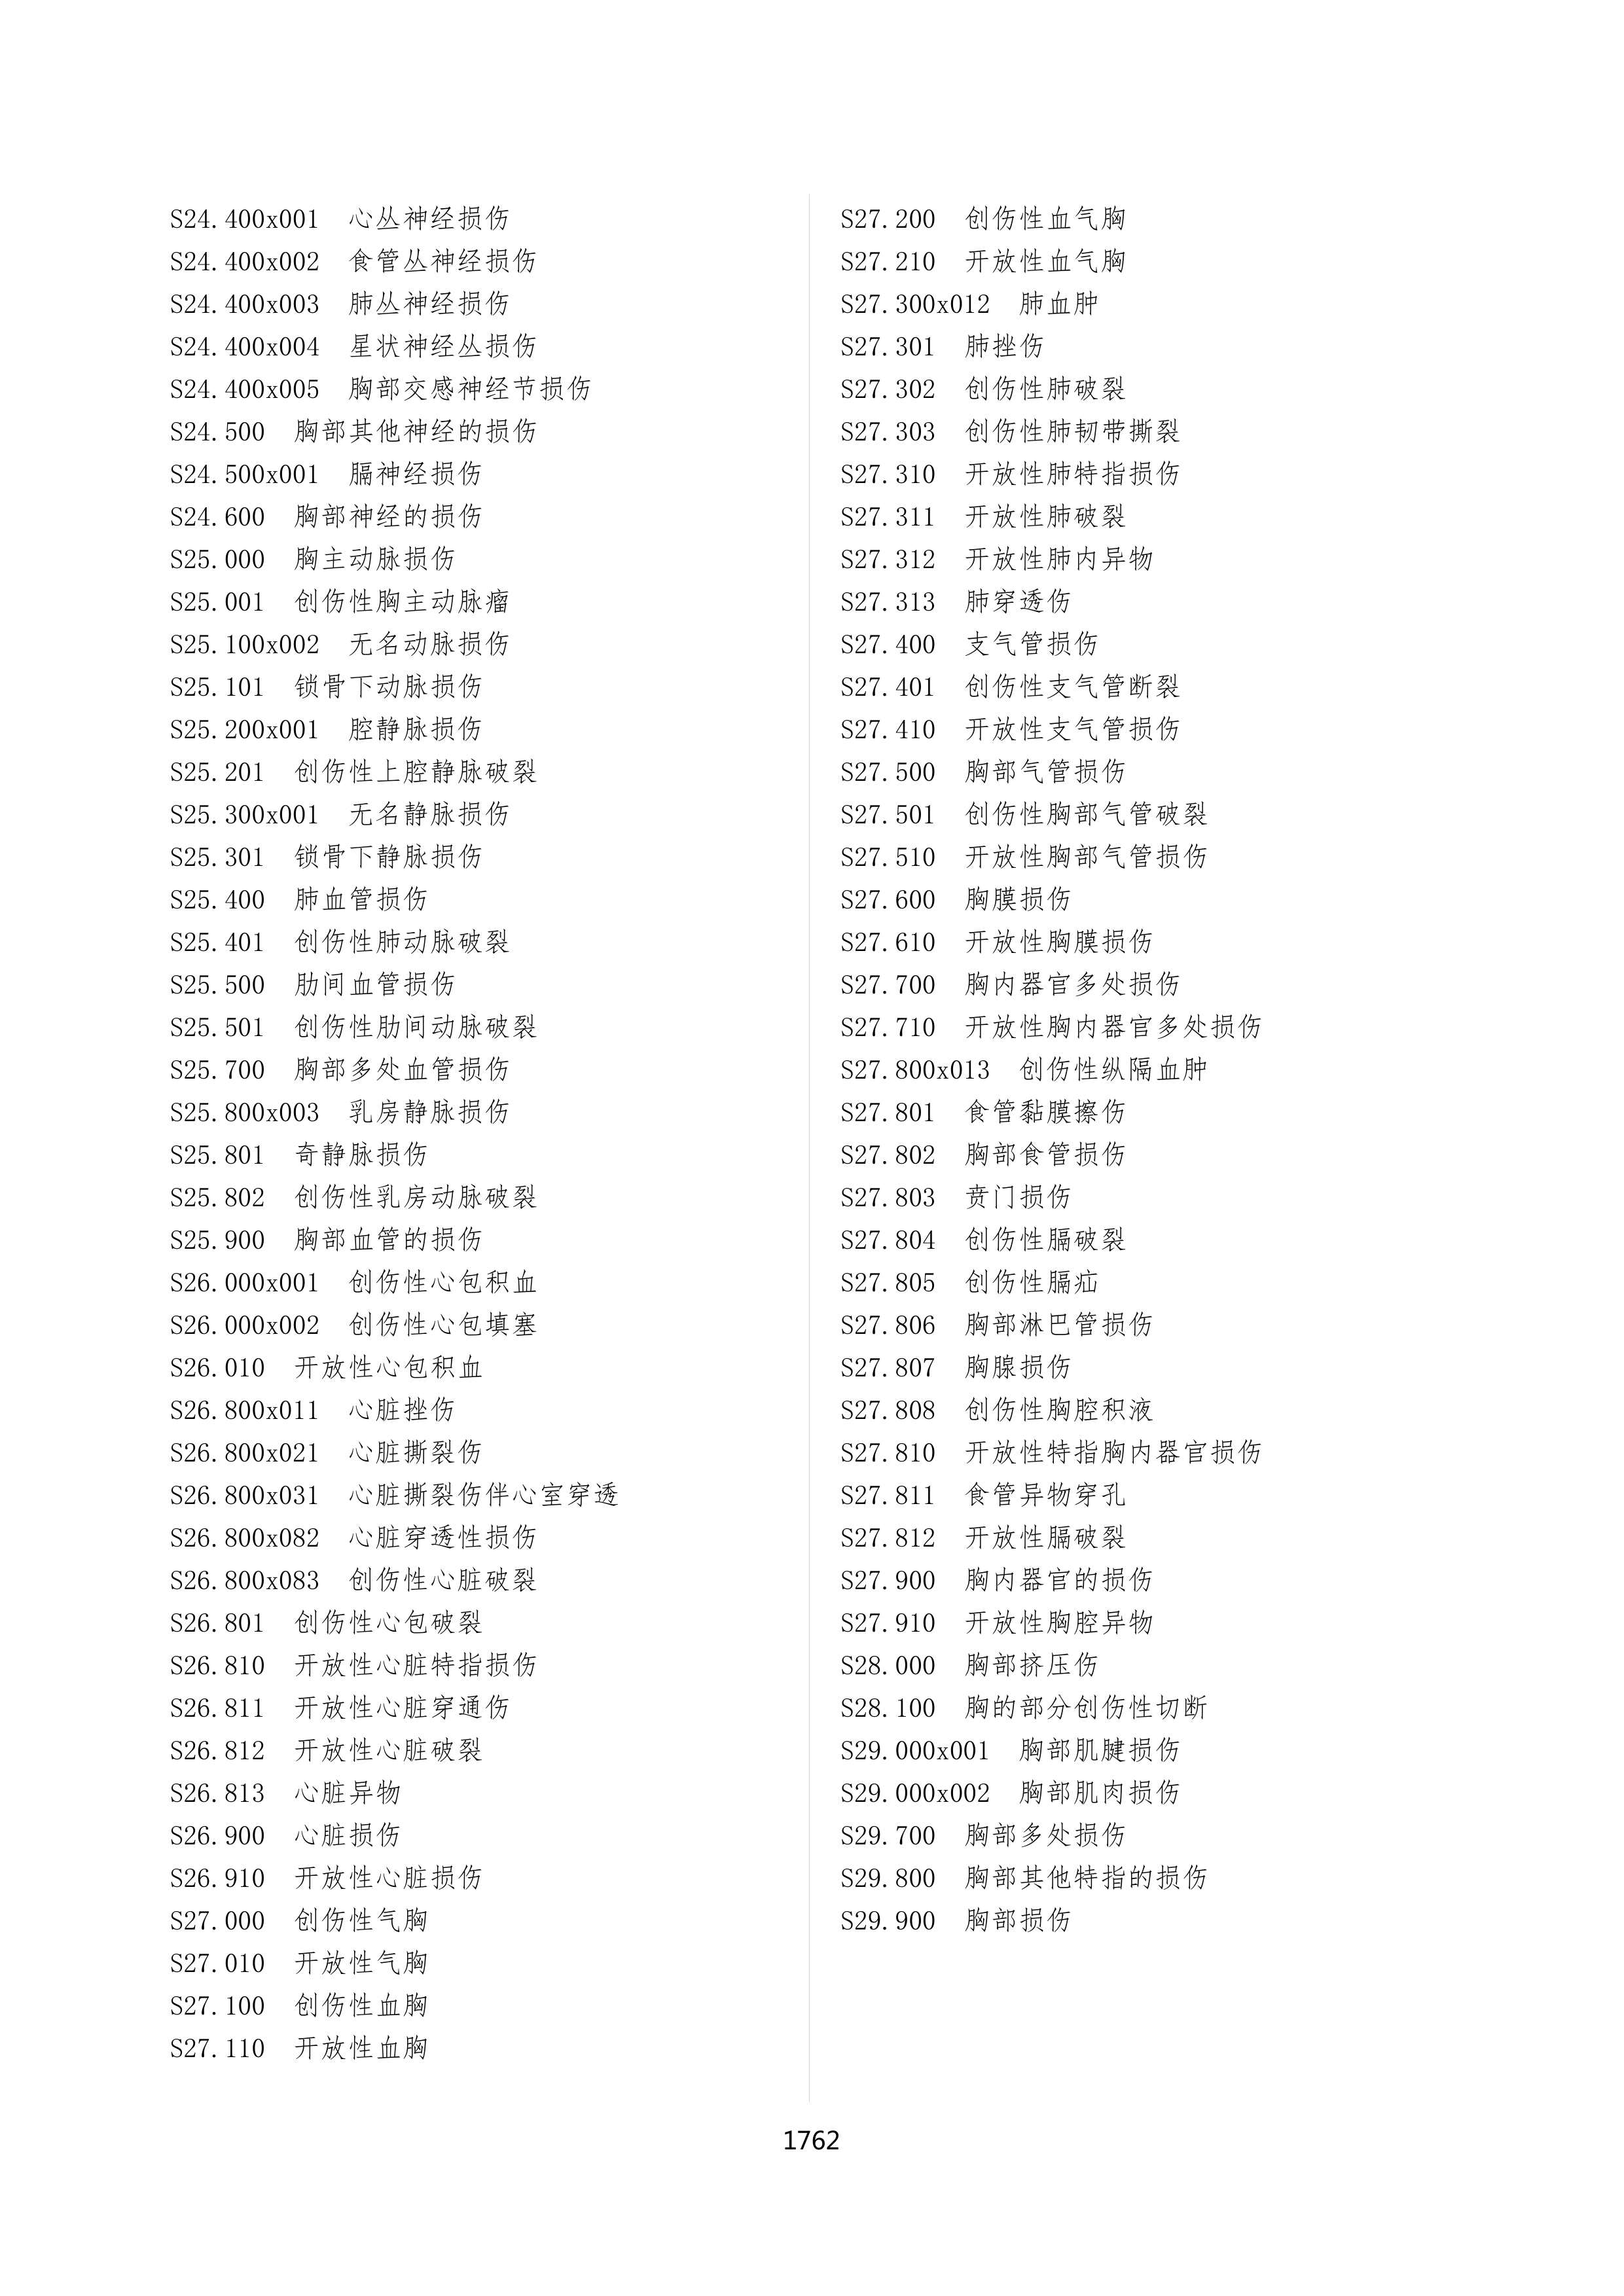 S24.400x001 心丛神经损伤
S24.400x002 食管丛神经损伤
S24.400x003 肺丛神经损伤
S24.400x004 星状神经丛损伤
S24.400x005 胸部交感神经节损伤
S24.500 胸部其他神经的损伤
S24.500x001 膈神经损伤
S24.600 胸部神经的损伤
S25.000 胸主动脉损伤
S25.001 创伤性胸主动脉瘤
S25.100x002 无名动脉损伤
S25.101 锁骨下动脉损伤
S25.200x001 腔静脉损伤
S25.201 创伤性上腔静脉破裂
S25.300x001 无名静脉损伤
S25.301 锁骨下静脉损伤
S25.400 肺血管损伤
S25.401 创伤性肺动脉破裂
S25.500 肋间血管损伤
S25.501 创伤性肋间动脉破裂
S25.700 胸部多处血管损伤
S25.800x003 乳房静脉损伤
S25.801 奇静脉损伤
S25.802 创伤性乳房动脉破裂
S25.900 胸部血管的损伤
S26.000x001 创伤性心包积血
S26.000x002 创伤性心包填塞
S26.010 开放性心包积血
S26.800x011 心脏挫伤
S26.800x021 心脏撕裂伤
S26.800x031 心脏撕裂伤伴心室穿透
S26.800x082 心脏穿透性损伤
S26.800x083 创伤性心脏破裂
S26.801 创伤性心包破裂
S26.810 开放性心脏特指损伤
S26.811 开放性心脏穿通伤
S26.812 开放性心脏破裂
S26.813 心脏异物
S26.900 心脏损伤
S26.910 开放性心脏损伤
S27.000 创伤性气胸
S27.010 开放性气胸
S27.100 创伤性血胸
S27.110 开放性血胸
S27.200 创伤性血气胸
S27.210 开放性血气胸
S27.300x012 肺血肿
S27.301 肺挫伤
S27.302 创伤性肺破裂
S27.303 创伤性肺韧带撕裂
S27.310 开放性肺特指损伤
S27.311 开放性肺破裂
S27.312 开放性肺内异物
S27.313 肺穿透伤
S27.400 支气管损伤
S27.401 创伤性支气管断裂
S27.410 开放性支气管损伤
S27.500 胸部气管损伤
S27.501 创伤性胸部气管破裂
S27.510 开放性胸部气管损伤
S27.600 胸膜损伤
S27.610 开放性胸膜损伤
S27.700 胸内器官多处损伤
S27.710 开放性胸内器官多处损伤
S27.800x013 创伤性纵隔血肿
S27.801 食管黏膜擦伤
S27.802 胸部食管损伤
S27.803 贲门损伤
S27.804 创伤性膈破裂
S27.805 创伤性膈疝
S27.806 胸部淋巴管损伤
S27.807 胸腺损伤
S27.808 创伤性胸腔积液
S27.810 开放性特指胸内器官损伤
S27.811 食管异物穿孔
S27.812 开放性膈破裂
S27.900 胸内器官的损伤
S27.910 开放性胸腔异物
S28.000 胸部挤压伤
S28.100 胸的部分创伤性切断
S29.000x001 胸部肌腱损伤
S29.000x002 胸部肌肉损伤
S29.700 胸部多处损伤
S29.800 胸部其他特指的损伤
S29.900 胸部损伤
1762